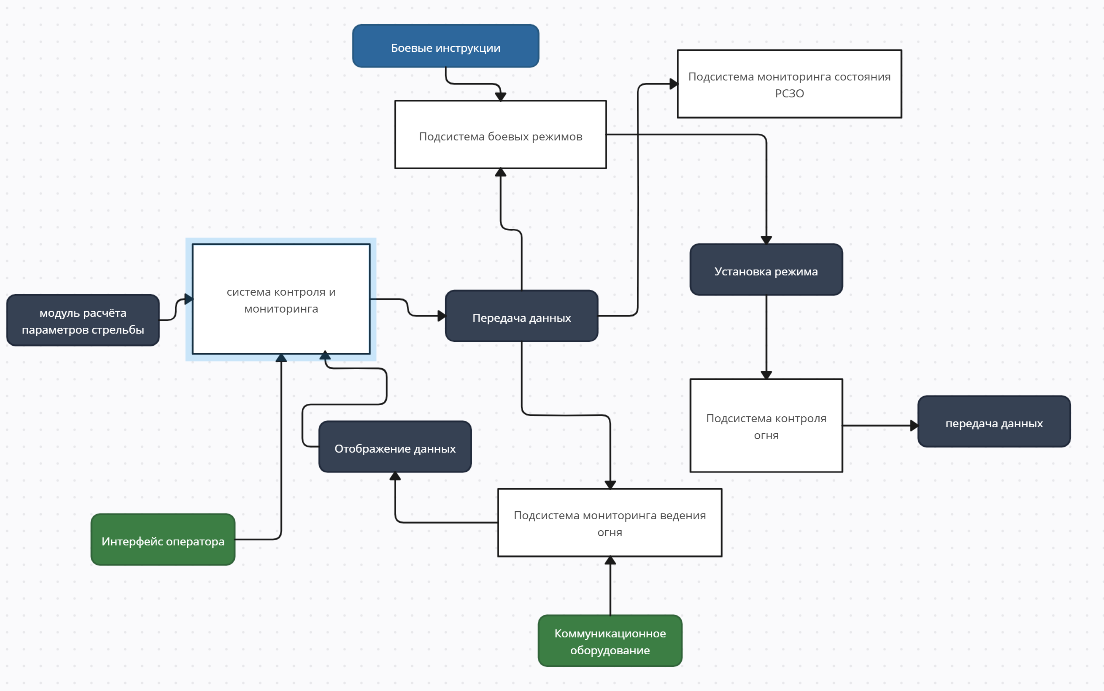 Боевые инструкции
Подсистема мониторинга состояния
РСЗО
Подсистема боевых режимов
Установка режима
система контроля и
мониторинга
модуль расчёта
параметров стрельбы
Передача данных
Подсистема контроля
огня
передача данных
Отображение данных
Подсистема мониторинга ведения
огня
Интерфейс оператора
Коммуникационное
оборудование